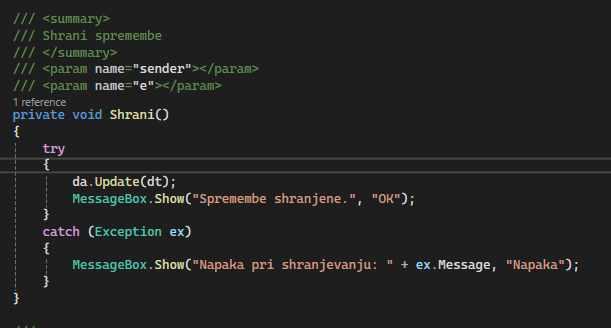 /// <summary>
/// Shrani spremembe
/// </summary>
/// <param name="sender"></param>
/// <param name="e"></param>
1 reference
private void Shrani()
{
    try
    {
        da.Update(dt);
        MessageBox.Show("Spremembe shranjene.", "OK");
    }
    catch (Exception ex)
    {
        MessageBox.Show("Napaka pri shranjevanju: " + ex.Message, "Napaka");
    }
}